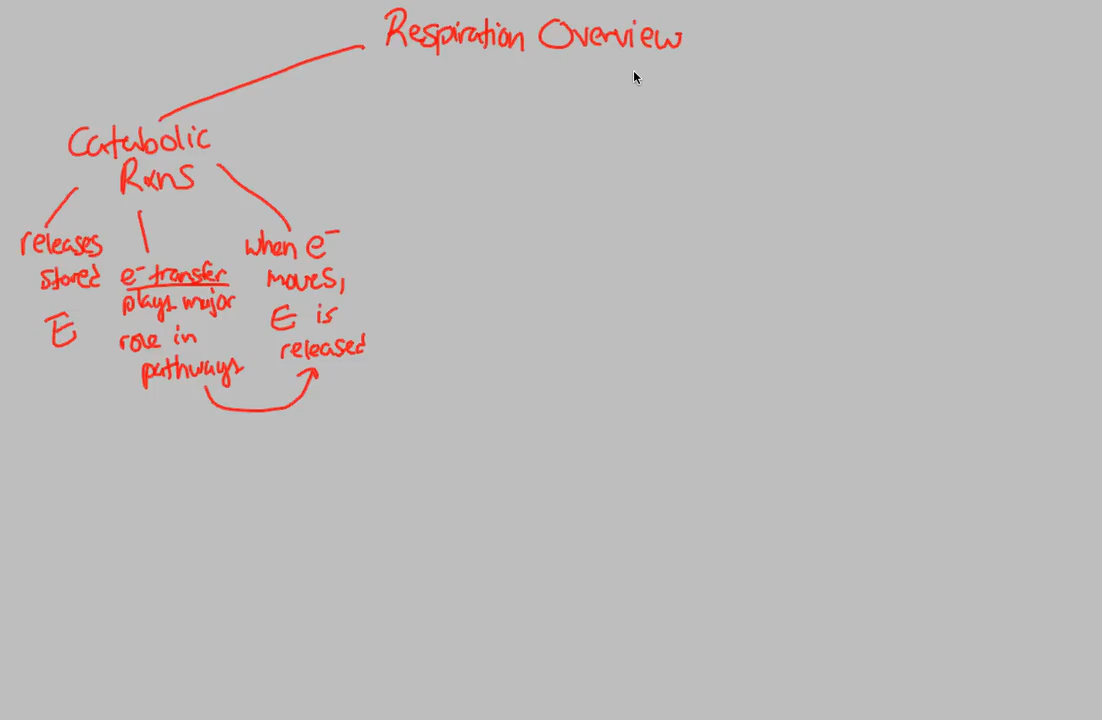 Respiration Overview
Catabolic
Rxns
releases
stored
E
e⁻ transfer
plays major
role in
pathways
when e⁻
moves,
E is
released